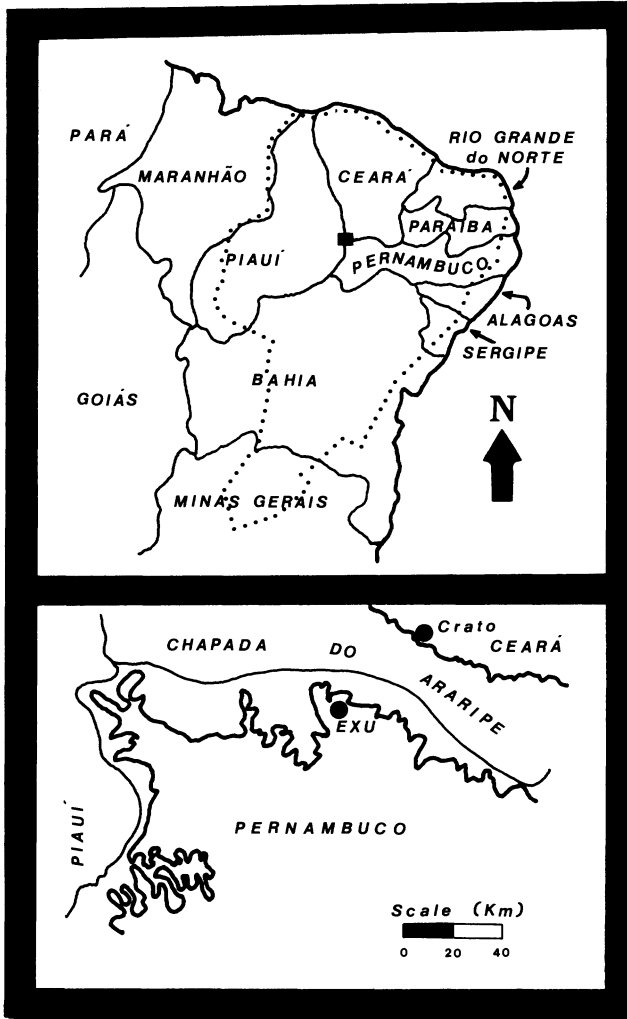 PARÁ
MARANHÃO
CEARÁ
RIO GRANDE
do NORTE
PARAÍBA
PIAUÍ
PERNAMBUCO
ALAGOAS
SERGIPE
BAHIA
GOIÁS
N
MINAS GERAIS
Crato
CEARÁ
CHAPADA DO ARARIPE
EXU
PIAUÍ
PERNAMBUCO
Scale (Km)
0 20 40